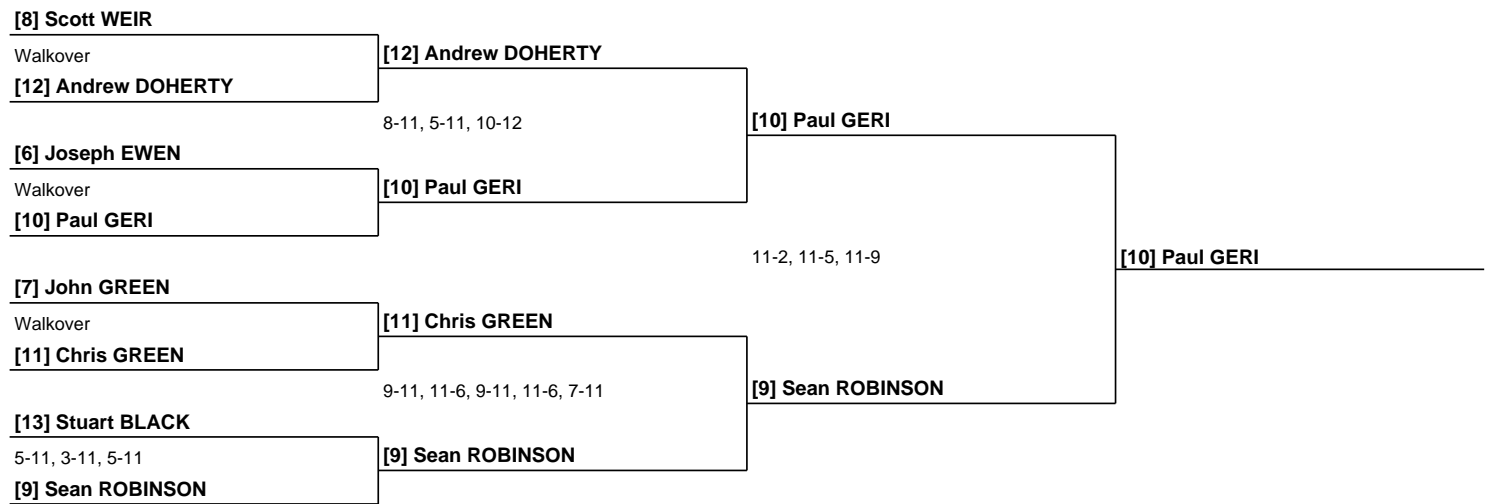 [8] Scott WEIR
Walkover
[12] Andrew DOHERTY
[12] Andrew DOHERTY
8-11, 5-11, 10-12
[10] Paul GERI
[6] Joseph EWEN
Walkover
[10] Paul GERI
[10] Paul GERI
11-2, 11-5, 11-9
[10] Paul GERI
[7] John GREEN
Walkover
[11] Chris GREEN
[11] Chris GREEN
9-11, 11-6, 9-11, 11-6, 7-11
[9] Sean ROBINSON
[13] Stuart BLACK
5-11, 3-11, 5-11
[9] Sean ROBINSON
[9] Sean ROBINSON